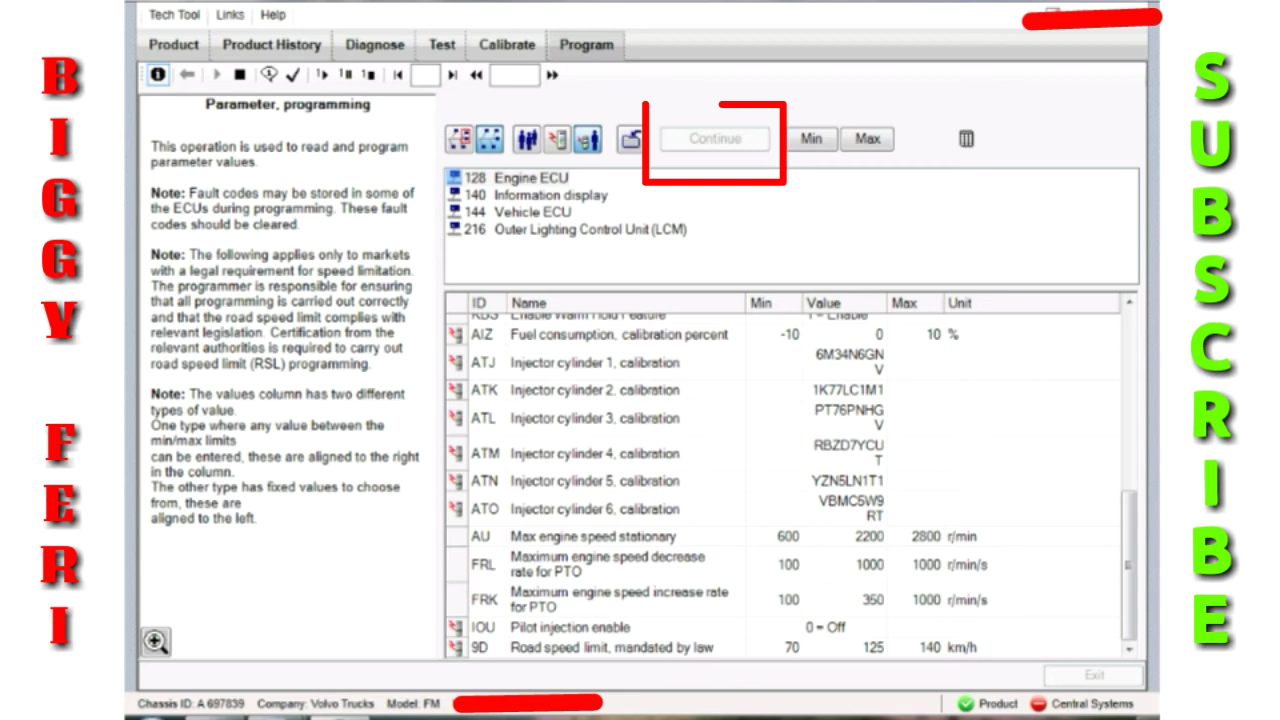 Tech Tool Links Help
Product Product History Diagnose Test Calibrate Program
Parameter, programming
This operation is used to read and program
parameter values.
Note: Fault codes may be stored in some of
the ECUs during programming. These fault
codes should be cleared.
Note: The following applies only to markets
with a legal requirement for speed limitation.
The programmer is responsible for ensuring
that all programming is carried out correctly
and that the road speed limit complies with
relevant legislation. Certification from the
relevant authorities is required to carry out
road speed limit (RSL) programming.
Note: The values column has two different
types of value.
One type where any value between the
min/max limits
can be entered, these are aligned to the right
in the column.
The other type has fixed values to choose
from, these are
aligned to the left.
Continue Min Max
128 Engine ECU
140 Information display
144 Vehicle ECU
216 Outer Lighting Control Unit (LCM)
ID Name Min Value Max Unit
Enable Warm Hold Feature 1 = Enable
AIZ Fuel consumption, calibration percent -10 0 10 %
ATJ Injector cylinder 1, calibration 6M34N6GN
V
ATK Injector cylinder 2, calibration 1K77LC1M1
ATL Injector cylinder 3, calibration PT76PNHG
V
ATM Injector cylinder 4, calibration RBZD7YCU
T
ATN Injector cylinder 5, calibration YZN5LN1T1
ATO Injector cylinder 6, calibration VBMC5W9
RT
AU Max engine speed stationary 600 2200 2800 r/min
FRL Maximum engine speed decrease
rate for PTO 100 1000 1000 r/min/s
FRK Maximum engine speed increase rate
for PTO 100 350 1000 r/min/s
IOU Pilot injection enable 0 = Off
9D Road speed limit, mandated by law 70 125 140 km/h
Exit
Chassis ID: A 697839 Company: Volvo Trucks Model: FM Product Central Systems
BIGGY FERI
SUBSCRIBE